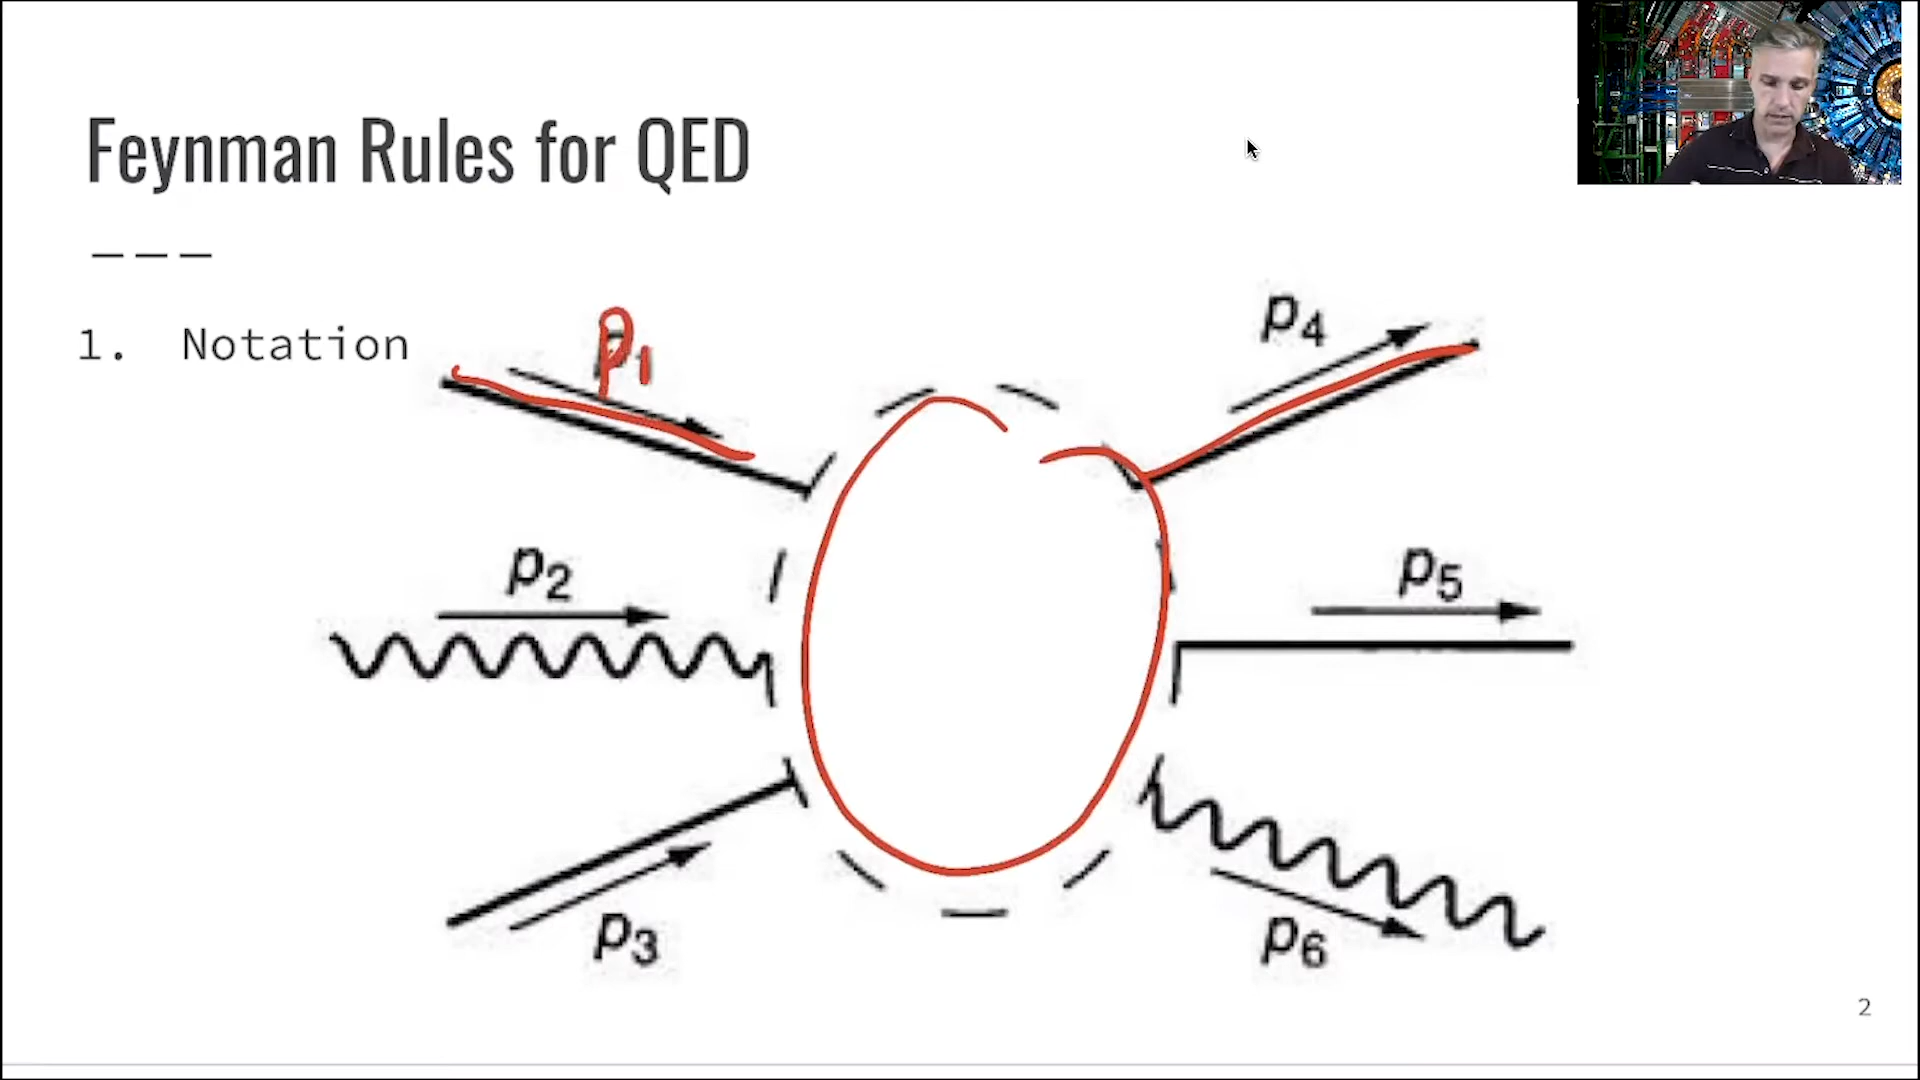 Feynman Rules for QED
1. Notation
p1
p4
p2
p5
p3
p6
2